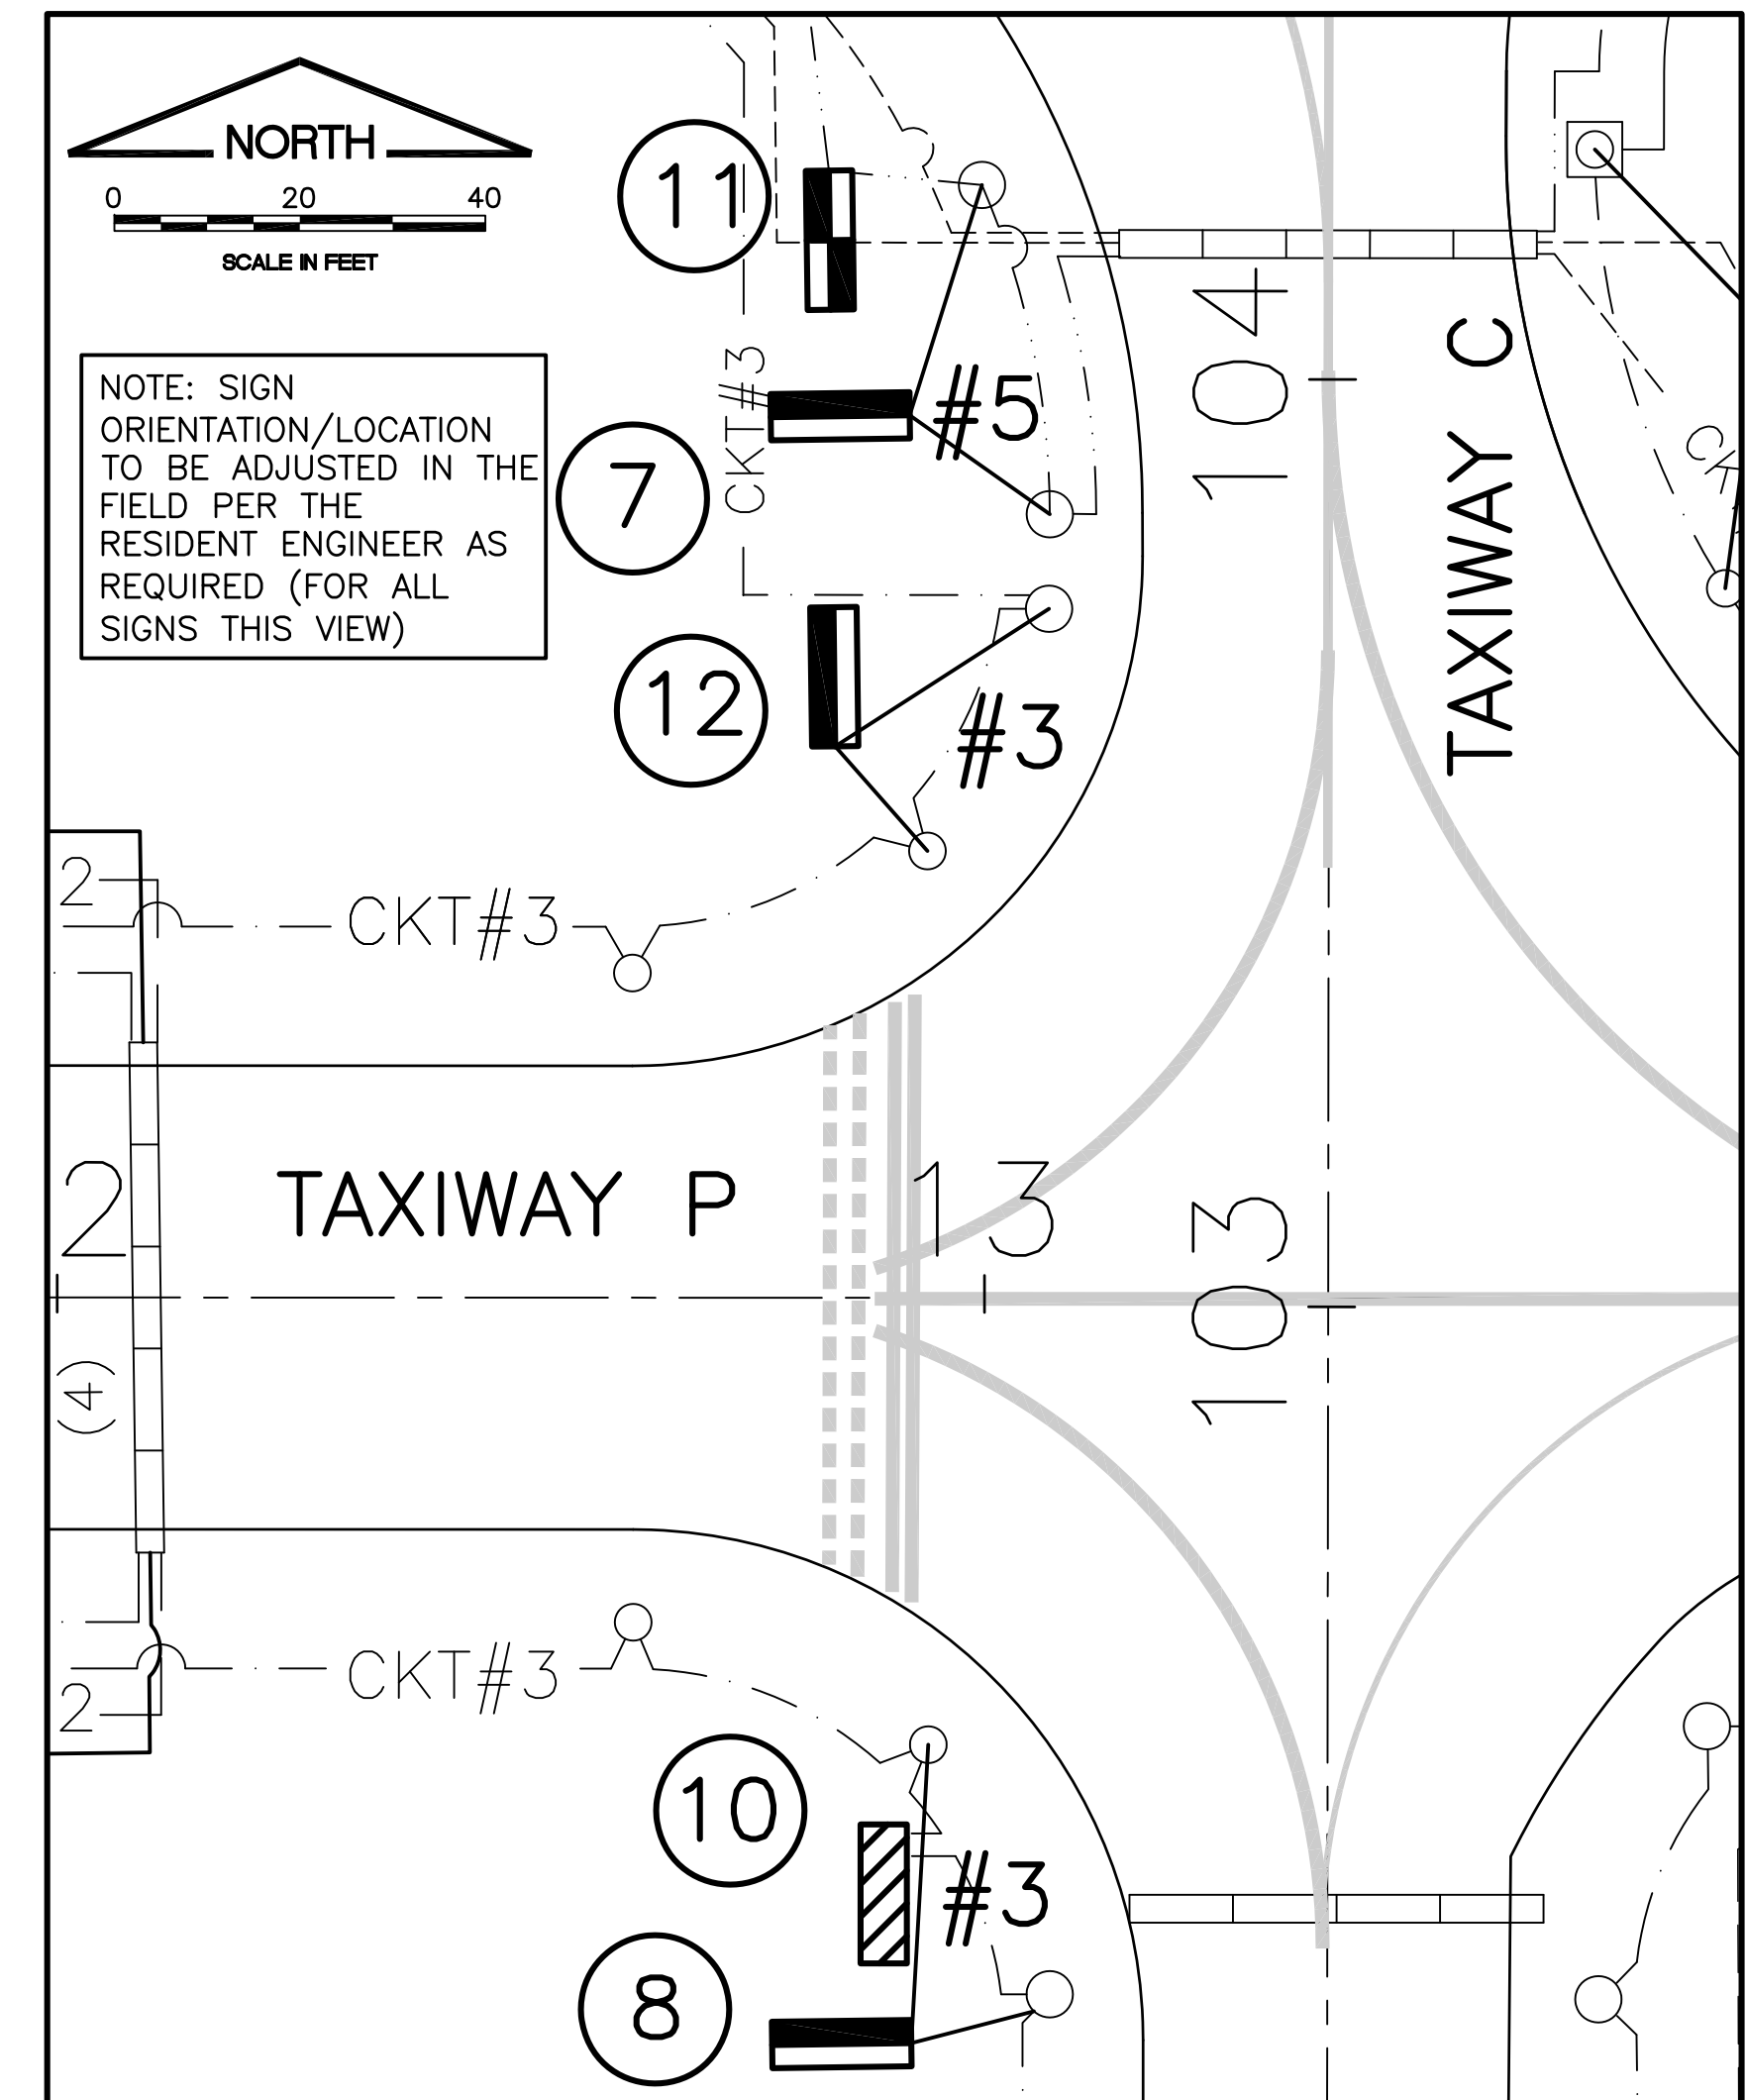 NORTH
0 20 40
SCALE IN FEET
NOTE: SIGN
ORIENTATION/LOCATION
TO BE ADJUSTED IN THE
FIELD PER THE
RESIDENT ENGINEER AS
REQUIRED (FOR ALL
SIGNS THIS VIEW)
11
CKT#3
#5
7
12
#3
104
TAXIWAY C
2
CKT#3
2
TAXIWAY P
13
103
(4)
CKT#3
2
10
#3
8